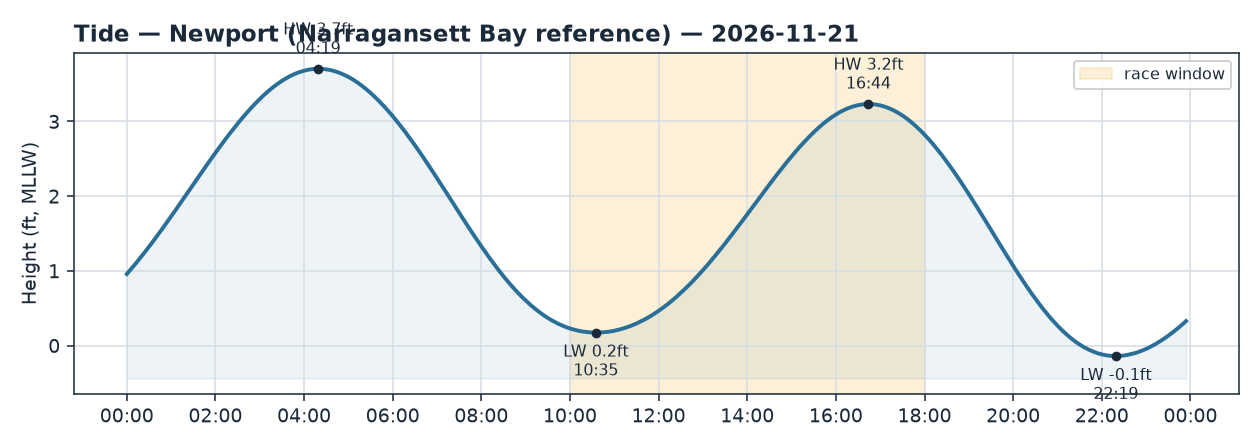 Tide — Newport (Narragansett Bay reference) — 2026-11-21
HW 3.7ft
04:19
HW 3.2ft
16:44
race window
Height (ft, MLLW)
3
2
1
0
LW 0.2ft
10:35
LW -0.1ft
22:19
00:00 02:00 04:00 06:00 08:00 10:00 12:00 14:00 16:00 18:00 20:00 22:00 00:00